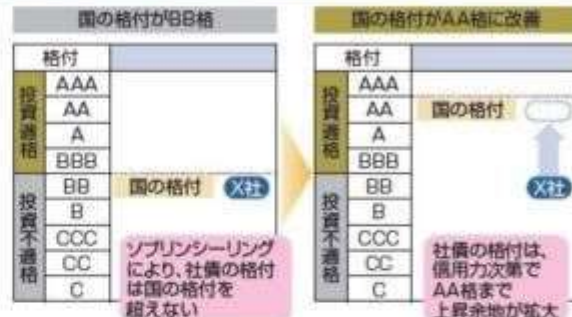 国の格付がBB格
格付
投資適格
AAA
AA
A
BBB
投資不適格
BB 国の格付 X社
B
CCC
CC
C
ソブリンシーリング
により、社債の格付
は国の格付を
超えない
国の格付がAA格に改善
格付
投資適格
AAA
AA 国の格付
A
BBB
投資不適格
BB X社
B
CCC
CC
C
社債の格付は、
信用力次第で
AA格まで
上昇余地が拡大